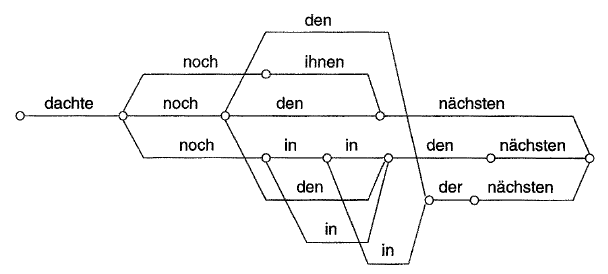 den
noch ihnen
dachte noch den nächsten
noch in in den nächsten
den der nächsten
in
in